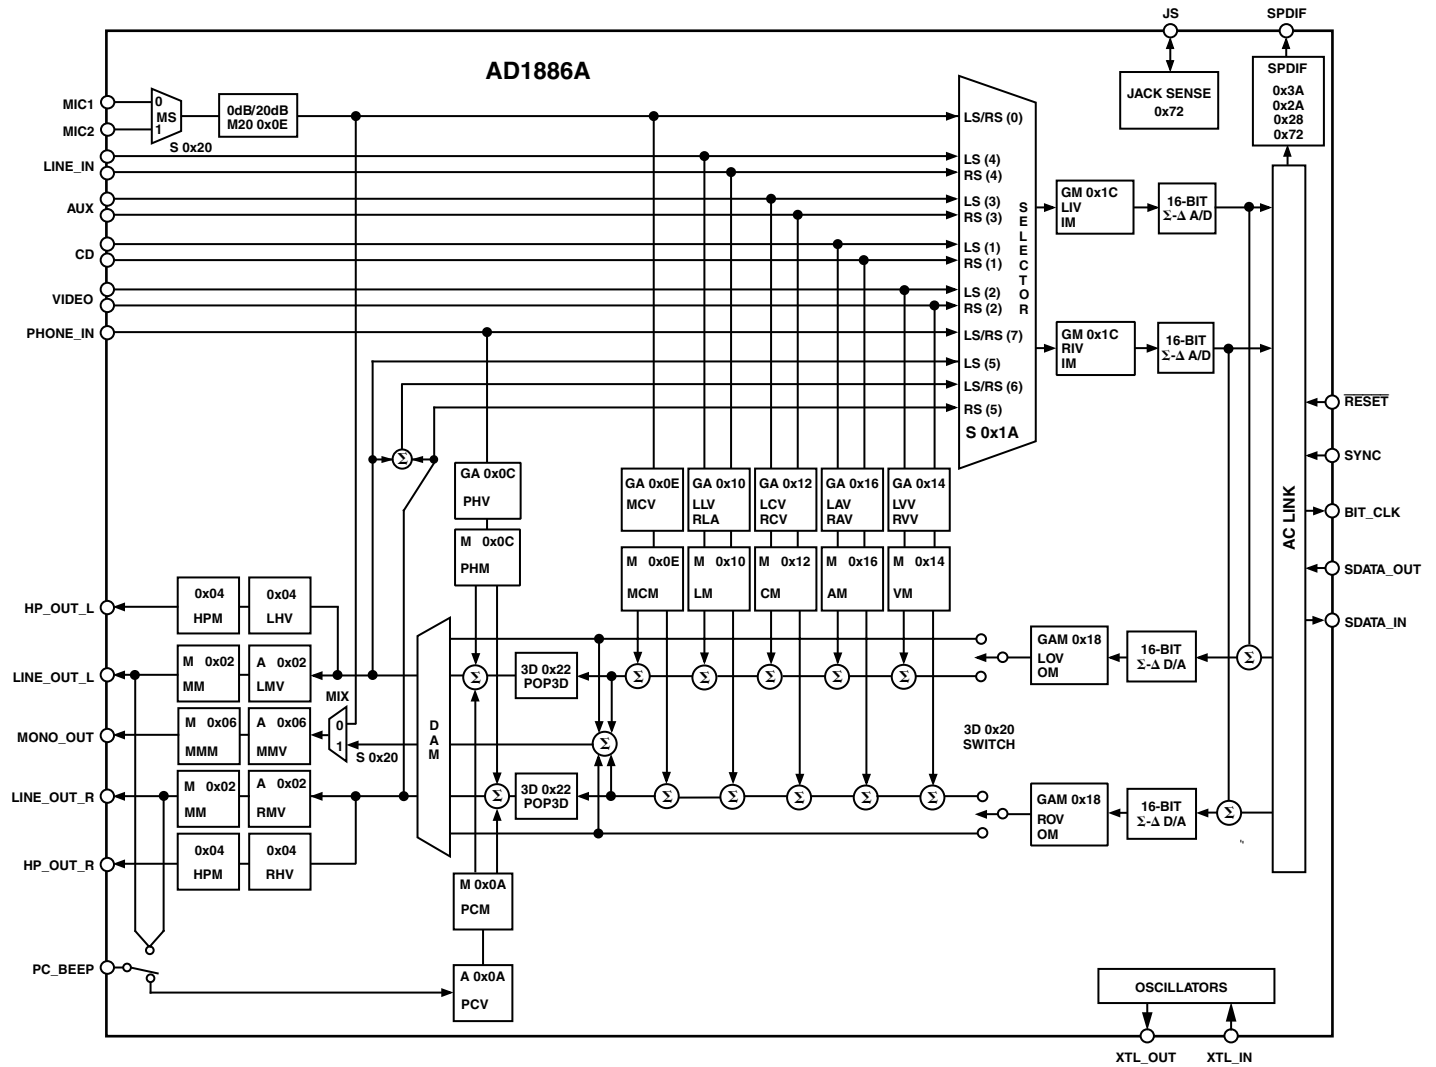 JS
SPDIF
AD1886A
MIC1
MIC2
0
MS
1
S 0x20
0dB/20dB
M20 0x0E
LINE_IN
AUX
CD
VIDEO
PHONE_IN
LS/RS (0)
LS (4)
RS (4)
LS (3)
RS (3)
LS (1)
RS (1)
LS (2)
RS (2)
LS/RS (7)
LS (5)
LS/RS (6)
RS (5)
S 0x1A
SELECTOR
JACK SENSE
0x72
SPDIF
0x3A
0x2A
0x28
0x72
GM 0x1C
LIV
IM
16-BIT
Σ-Δ A/D
GM 0x1C
RIV
IM
16-BIT
Σ-Δ A/D
RESET
SYNC
BIT_CLK
SDATA_OUT
SDATA_IN
AC LINK
Σ
GA 0x0C
PHV
M 0x0C
PHM
GA 0x0E
MCV
GA 0x10
LLV
RLA
GA 0x12
LCV
RCV
GA 0x16
LAV
RAV
GA 0x14
LVV
RVV
M 0x0E
MCM
M 0x10
LM
M 0x12
CM
M 0x16
AM
M 0x14
VM
HP_OUT_L
0x04
HPM
0x04
LHV
LINE_OUT_L
M 0x02
MM
A 0x02
LMV
MIX
MONO_OUT
M 0x06
MMM
A 0x06
MMV
0
1
S 0x20
LINE_OUT_R
M 0x02
MM
A 0x02
RMV
HP_OUT_R
0x04
HPM
0x04
RHV
DAM
Σ
3D 0x22
POP3D
Σ
Σ
Σ
Σ
Σ
Σ
3D 0x20
SWITCH
Σ
3D 0x22
POP3D
Σ
Σ
Σ
Σ
Σ
GAM 0x18
LOV
OM
16-BIT
Σ-Δ D/A
Σ
GAM 0x18
ROV
OM
16-BIT
Σ-Δ D/A
Σ
M 0x0A
PCM
PC_BEEP
A 0x0A
PCV
OSCILLATORS
XTL_OUT
XTL_IN